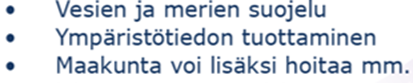 • Vesien ja merien suojelu
• Ympäristötiedon tuottaminen
• Maakunta voi lisäksi hoitaa mm.